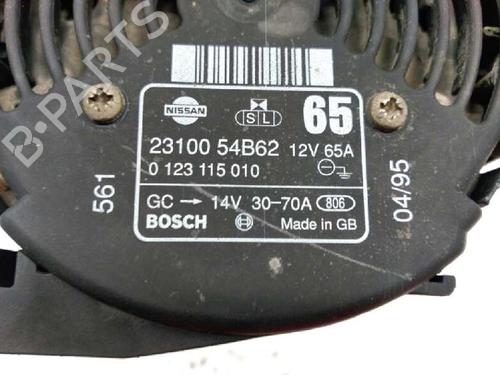 NISSAN
S L
65
23100 54B62 12V 65A
0 123 115 010
GC → 14V 30-70A 806
BOSCH Made in GB
561
04/95
B-PARTS